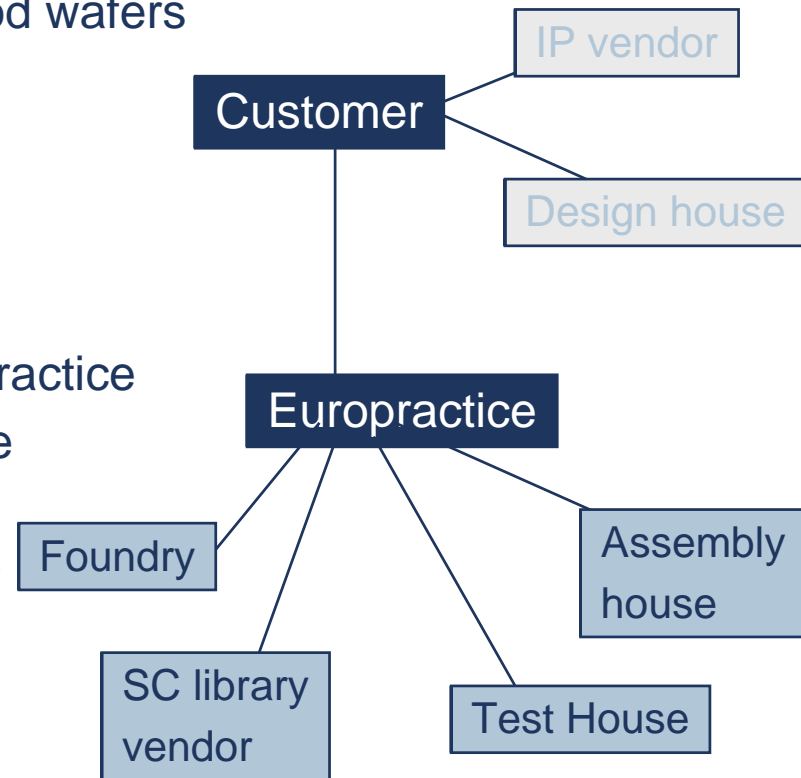 od wafers
IP vendor
Customer
Design house
ractice
Europractice
e
Foundry
Assembly
house
SC library
vendor
Test House